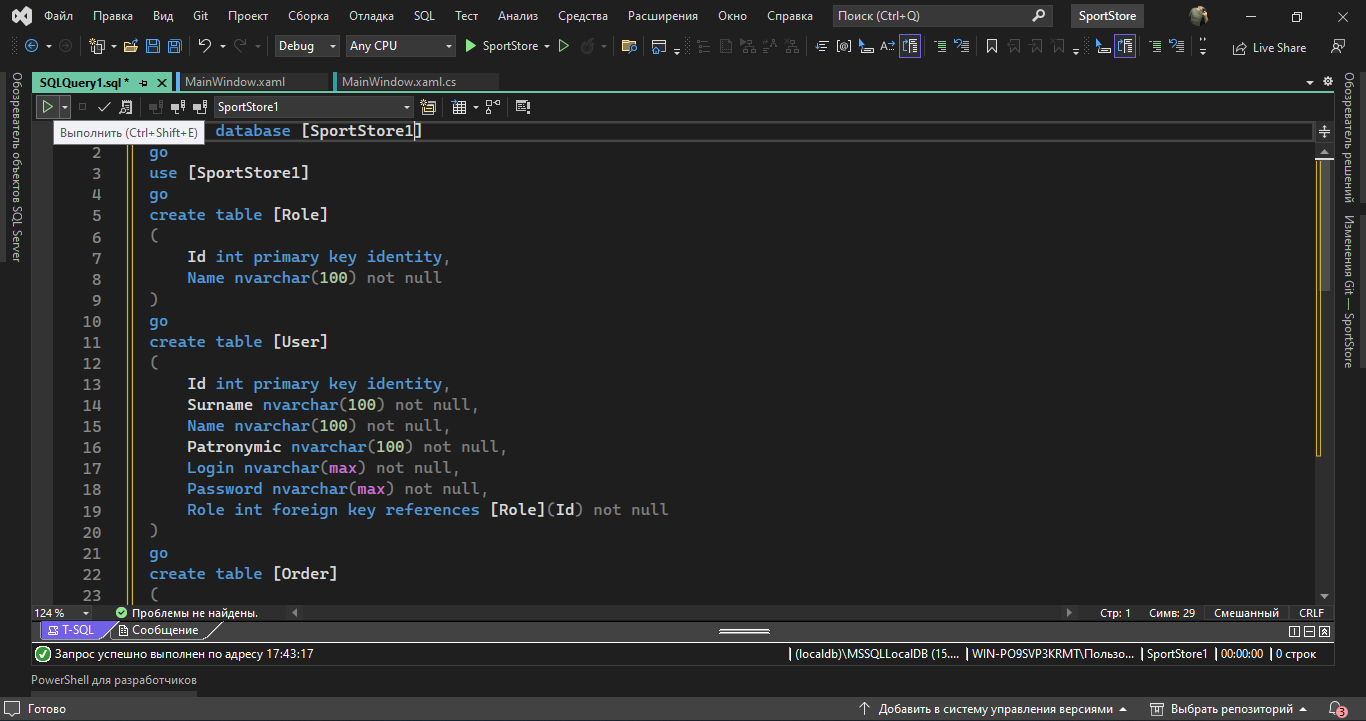 Файл Правка Вид Git Проект Сборка Отладка SQL Тест Анализ Средства Расширения Окно Справка Поиск (Ctrl+Q) SportStore
Debug Any CPU SportStore Live Share
SQLQuery1.sql * MainWindow.xaml MainWindow.xaml.cs
SportStore1
Выполнить (Ctrl+Shift+E)
database [SportStore1]
2 go
3 use [SportStore1]
4 go
5 create table [Role]
6 (
7 Id int primary key identity,
8 Name nvarchar(100) not null
9 )
10 go
11 create table [User]
12 (
13 Id int primary key identity,
14 Surname nvarchar(100) not null,
15 Name nvarchar(100) not null,
16 Patronymic nvarchar(100) not null,
17 Login nvarchar(max) not null,
18 Password nvarchar(max) not null,
19 Role int foreign key references [Role](Id) not null
20 )
21 go
22 create table [Order]
23 (
124 % Проблемы не найдены. Стр: 1 Симв: 29 Смешанный CRLF
T-SQL Сообщение
Запрос успешно выполнен по адресу 17:43:17 (localdb)\MSSQLLocalDB (15.... WIN-PO9SVP3KRMT\Пользо... SportStore1 00:00:00 0 строк
PowerShell для разработчиков
Готово Добавить в систему управления версиями Выбрать репозиторий 3
Обозреватель объектов SQL Server
Обозреватель решений
Изменения Git — SportStore